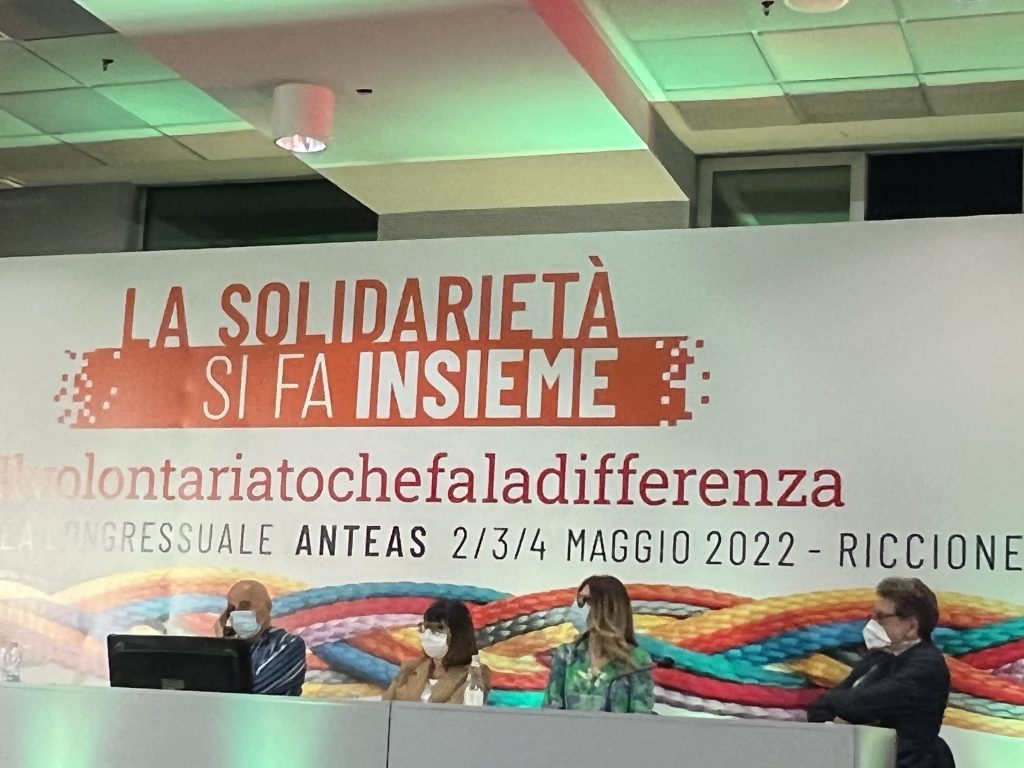 LA SOLIDARIETÀ
SI FA INSIEME
ilvolontariatochefaladifferenza
CONGRESSUALE ANTEAS 2/3/4 MAGGIO 2022 - RICCIONE